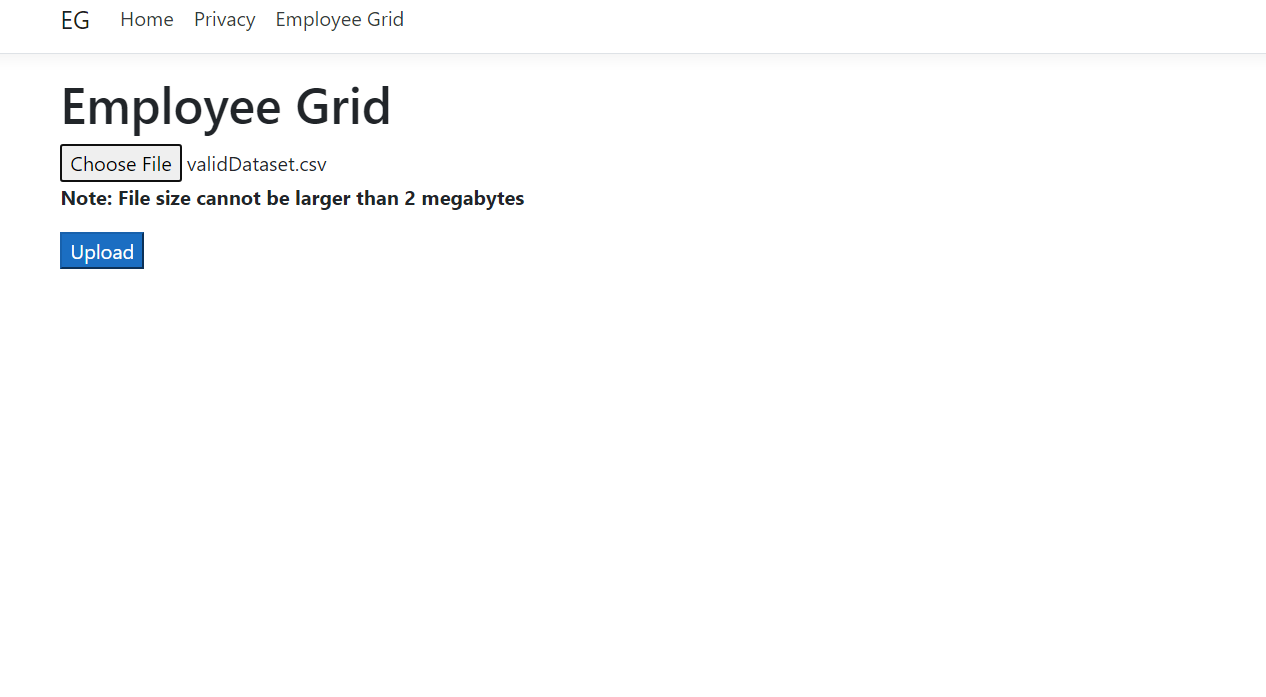 EG Home Privacy Employee Grid
Employee Grid
Choose File validDataset.csv
Note: File size cannot be larger than 2 megabytes
Upload